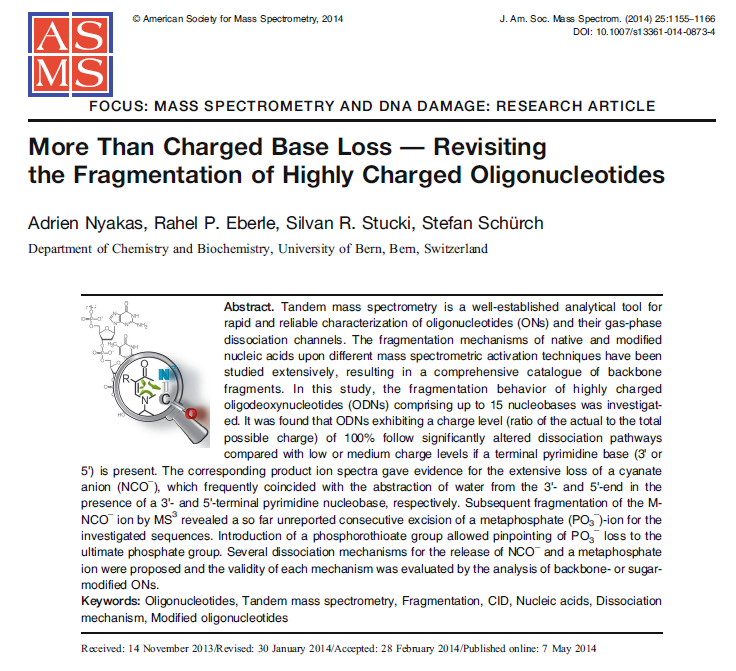 © American Society for Mass Spectrometry, 2014
J. Am. Soc. Mass Spectrom. (2014) 25:1155–1166
DOI: 10.1007/s13361-014-0873-4
AS
MS
FOCUS: MASS SPECTROMETRY AND DNA DAMAGE: RESEARCH ARTICLE
More Than Charged Base Loss — Revisiting
the Fragmentation of Highly Charged Oligonucleotides
Adrien Nyakas, Rahel P. Eberle, Silvan R. Stucki, Stefan Schürch
Department of Chemistry and Biochemistry, University of Bern, Bern, Switzerland
R
O
N
N
C
O
Abstract. Tandem mass spectrometry is a well-established analytical tool for
rapid and reliable characterization of oligonucleotides (ONs) and their gas-phase
dissociation channels. The fragmentation mechanisms of native and modified
nucleic acids upon different mass spectrometric activation techniques have been
studied extensively, resulting in a comprehensive catalogue of backbone
fragments. In this study, the fragmentation behavior of highly charged
oligodeoxynucleotides (ODNs) comprising up to 15 nucleobases was investigat-
ed. It was found that ODNs exhibiting a charge level (ratio of the actual to the total
possible charge) of 100% follow significantly altered dissociation pathways
compared with low or medium charge levels if a terminal pyrimidine base (3' or
5') is present. The corresponding product ion spectra gave evidence for the extensive loss of a cyanate
anion (NCO⁻), which frequently coincided with the abstraction of water from the 3'- and 5'-end in the
presence of a 3'- and 5'-terminal pyrimidine nucleobase, respectively. Subsequent fragmentation of the M-
NCO⁻ ion by MS³ revealed a so far unreported consecutive excision of a metaphosphate (PO₃⁻)-ion for the
investigated sequences. Introduction of a phosphorothioate group allowed pinpointing of PO₃⁻ loss to the
ultimate phosphate group. Several dissociation mechanisms for the release of NCO⁻ and a metaphosphate
ion were proposed and the validity of each mechanism was evaluated by the analysis of backbone- or sugar-
modified ONs.
Keywords: Oligonucleotides, Tandem mass spectrometry, Fragmentation, CID, Nucleic acids, Dissociation
mechanism, Modified oligonucleotides
Received: 14 November 2013/Revised: 30 January 2014/Accepted: 28 February 2014/Published online: 7 May 2014